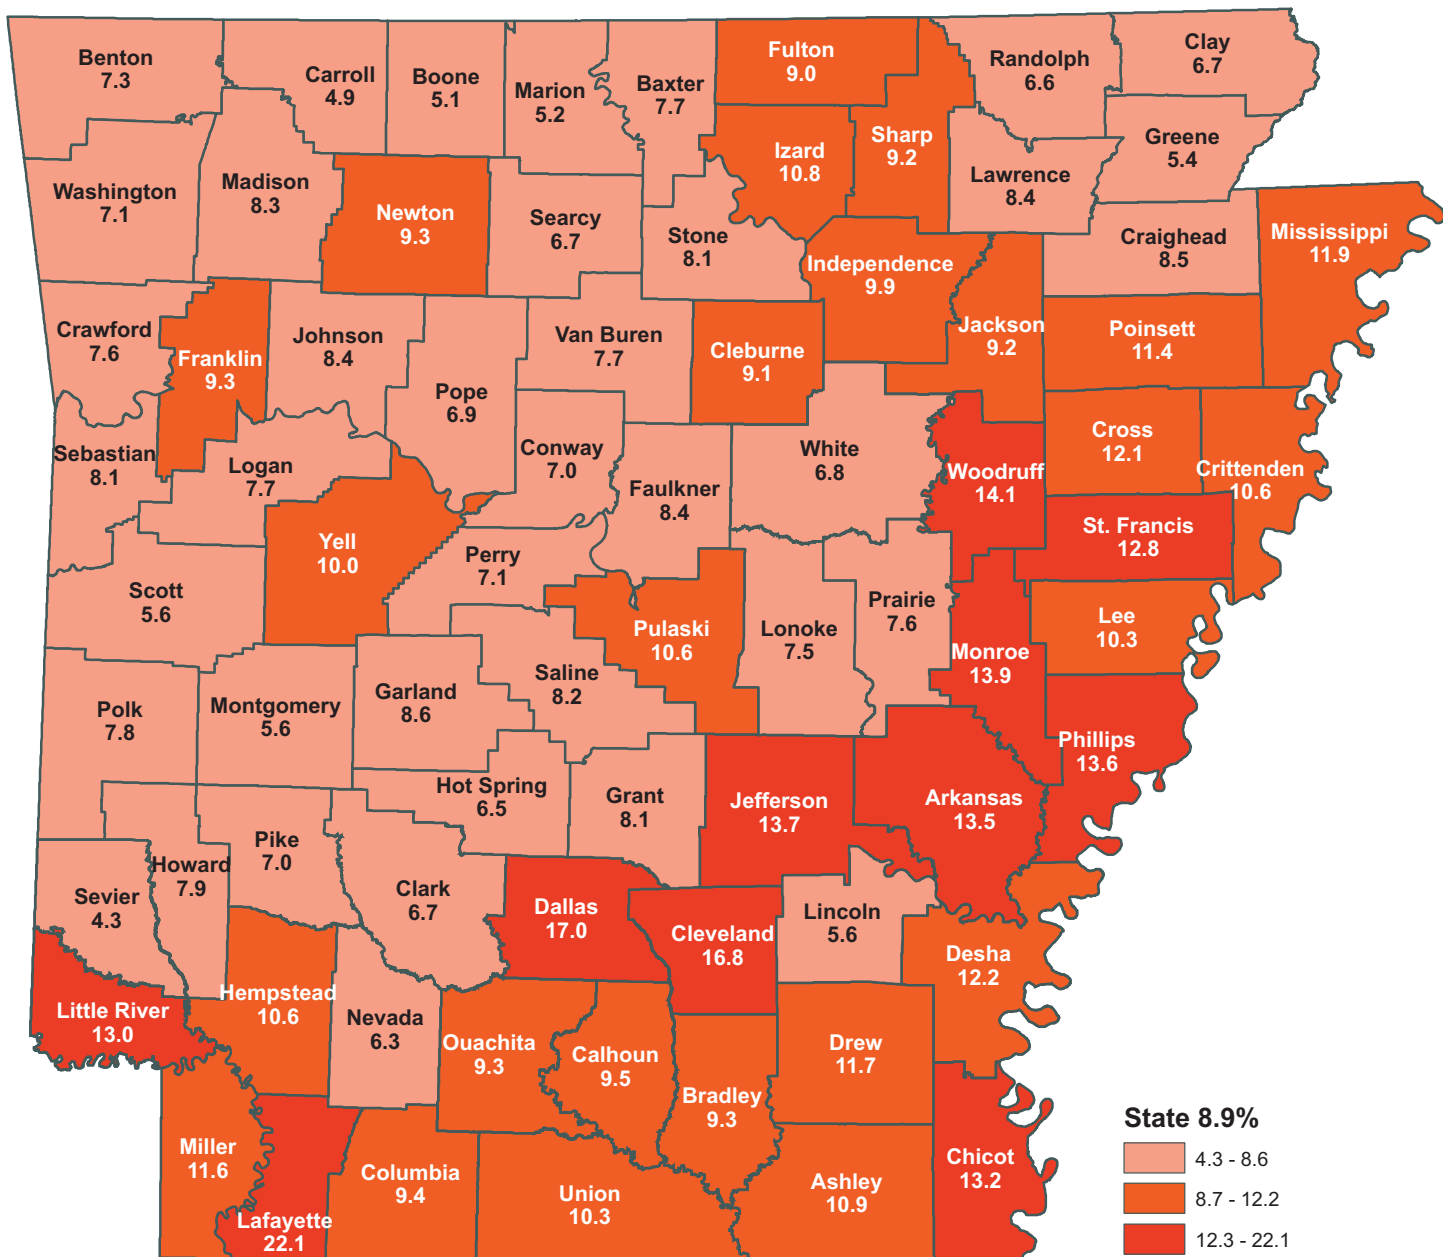 Benton
7.3
Carroll
4.9
Boone
5.1
Marion
5.2
Baxter
7.7
Fulton
9.0
Randolph
6.6
Clay
6.7
Washington
7.1
Madison
8.3
Newton
9.3
Searcy
6.7
Stone
8.1
Izard
10.8
Sharp
9.2
Lawrence
8.4
Greene
5.4
Craighead
8.5
Mississippi
11.9
Independence
9.9
Crawford
7.6
Franklin
9.3
Johnson
8.4
Pope
6.9
Van Buren
7.7
Cleburne
9.1
Jackson
9.2
Poinsett
11.4
Sebastian
8.1
Logan
7.7
Conway
7.0
Faulkner
8.4
White
6.8
Woodruff
14.1
Cross
12.1
Crittenden
10.6
St. Francis
12.8
Yell
10.0
Perry
7.1
Scott
5.6
Pulaski
10.6
Lonoke
7.5
Prairie
7.6
Monroe
13.9
Lee
10.3
Polk
7.8
Montgomery
5.6
Garland
8.6
Saline
8.2
Phillips
13.6
Hot Spring
6.5
Grant
8.1
Jefferson
13.7
Arkansas
13.5
Sevier
4.3
Howard
7.9
Pike
7.0
Clark
6.7
Dallas
17.0
Cleveland
16.8
Lincoln
5.6
Desha
12.2
Little River
13.0
Hempstead
10.6
Nevada
6.3
Ouachita
9.3
Calhoun
9.5
Bradley
9.3
Drew
11.7
Miller
11.6
Lafayette
22.1
Columbia
9.4
Union
10.3
Ashley
10.9
Chicot
13.2
State 8.9%
4.3 - 8.6
8.7 - 12.2
12.3 - 22.1